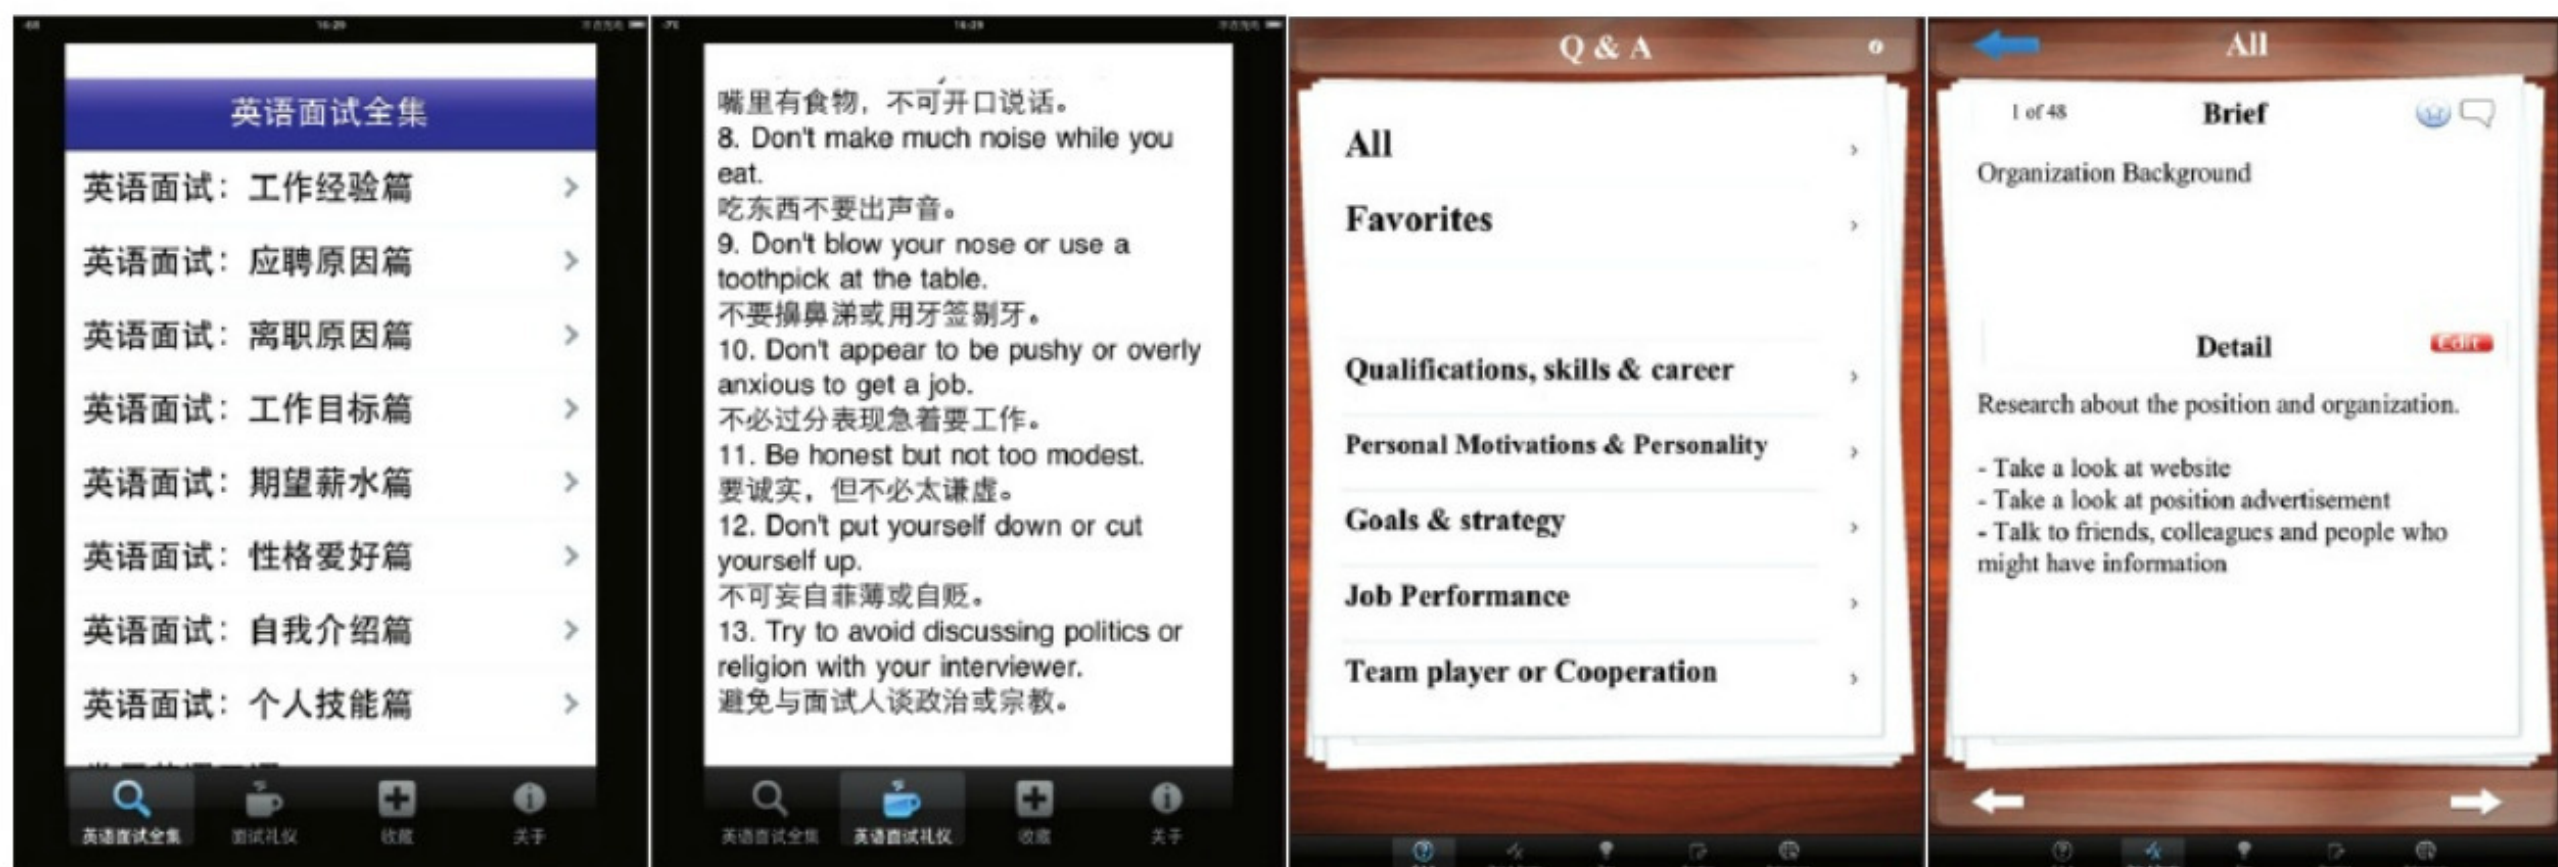 16:29
英语面试全集
英语面试：工作经验篇
英语面试：应聘原因篇
英语面试：离职原因篇
英语面试：工作目标篇
英语面试：期望薪水篇
英语面试：性格爱好篇
英语面试：自我介绍篇
英语面试：个人技能篇
英语面试全集
面试礼仪
收藏
关于
16:29
嘴里有食物，不可开口说话。
8. Don't make much noise while you
eat.
吃东西不要出声音。
9. Don't blow your nose or use a
toothpick at the table.
不要擤鼻涕或用牙签剔牙。
10. Don't appear to be pushy or overly
anxious to get a job.
不必过分表现急着要工作。
11. Be honest but not too modest.
要诚实，但不必太谦虚。
12. Don't put yourself down or cut
yourself up.
不可妄自菲薄或自贬。
13. Try to avoid discussing politics or
religion with your interviewer.
避免与面试人谈政治或宗教。
英语面试全集
英语面试礼仪
收藏
关于
Q & A
All
Favorites
Qualifications, skills & career
Personal Motivations & Personality
Goals & strategy
Job Performance
Team player or Cooperation
All
1 of 48
Brief
Organization Background
Detail
Edit
Research about the position and organization.
- Take a look at website
- Take a look at position advertisement
- Talk to friends, colleagues and people who
might have information